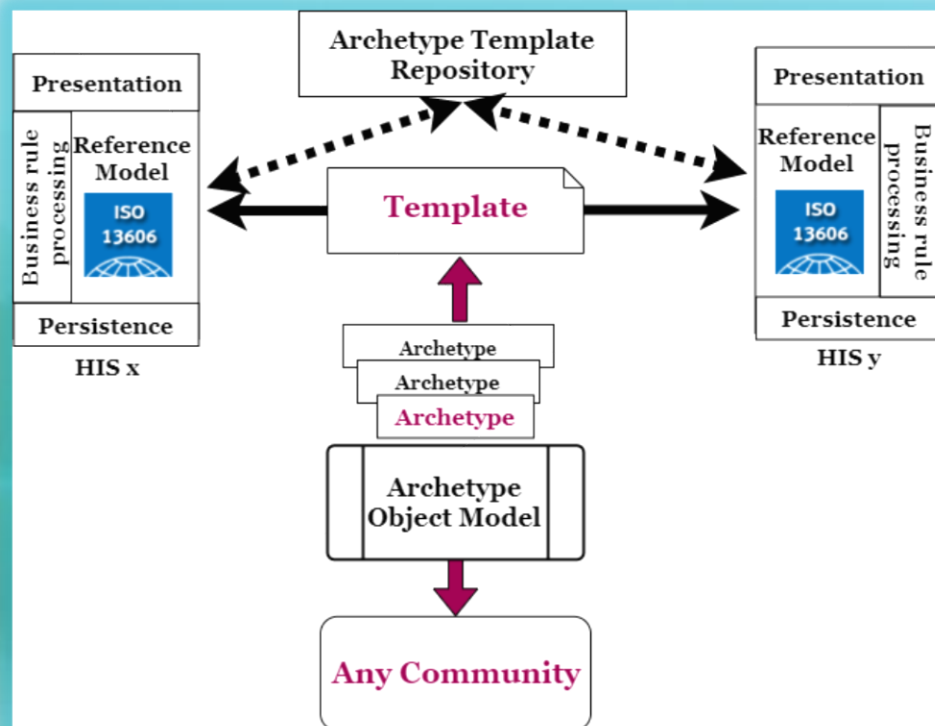 Archetype Template
Repository
Presentation
Business rule
processing
Reference
Model
ISO
13606
Persistence
HIS x
Template
Presentation
Reference
Model
ISO
13606
Business rule
processing
Persistence
HIS y
Archetype
Archetype
Archetype
Archetype
Object Model
Any Community